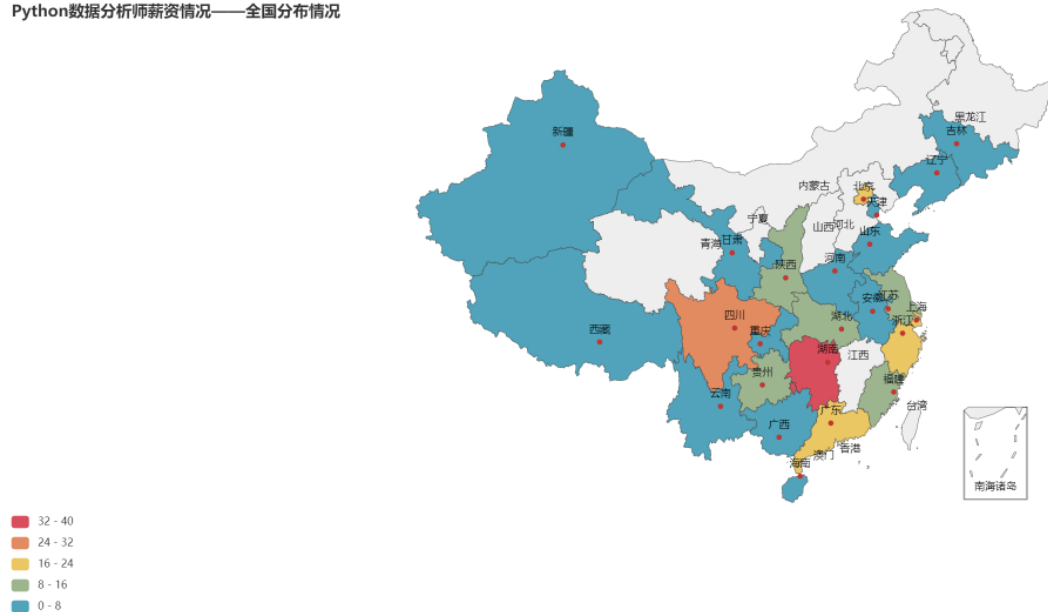 Python数据分析师薪资情况——全国分布情况
黑龙江
吉林
新疆
辽宁
内蒙古
北京
天津
宁夏
山西
河北
山东
青海
甘肃
河南
陕西
安徽
江苏
上海
四川
湖北
浙江
西藏
重庆
湖南
江西
贵州
福建
云南
广东
台湾
广西
香港
澳门
海南
南海诸岛
32 - 40
24 - 32
16 - 24
8 - 16
0 - 8